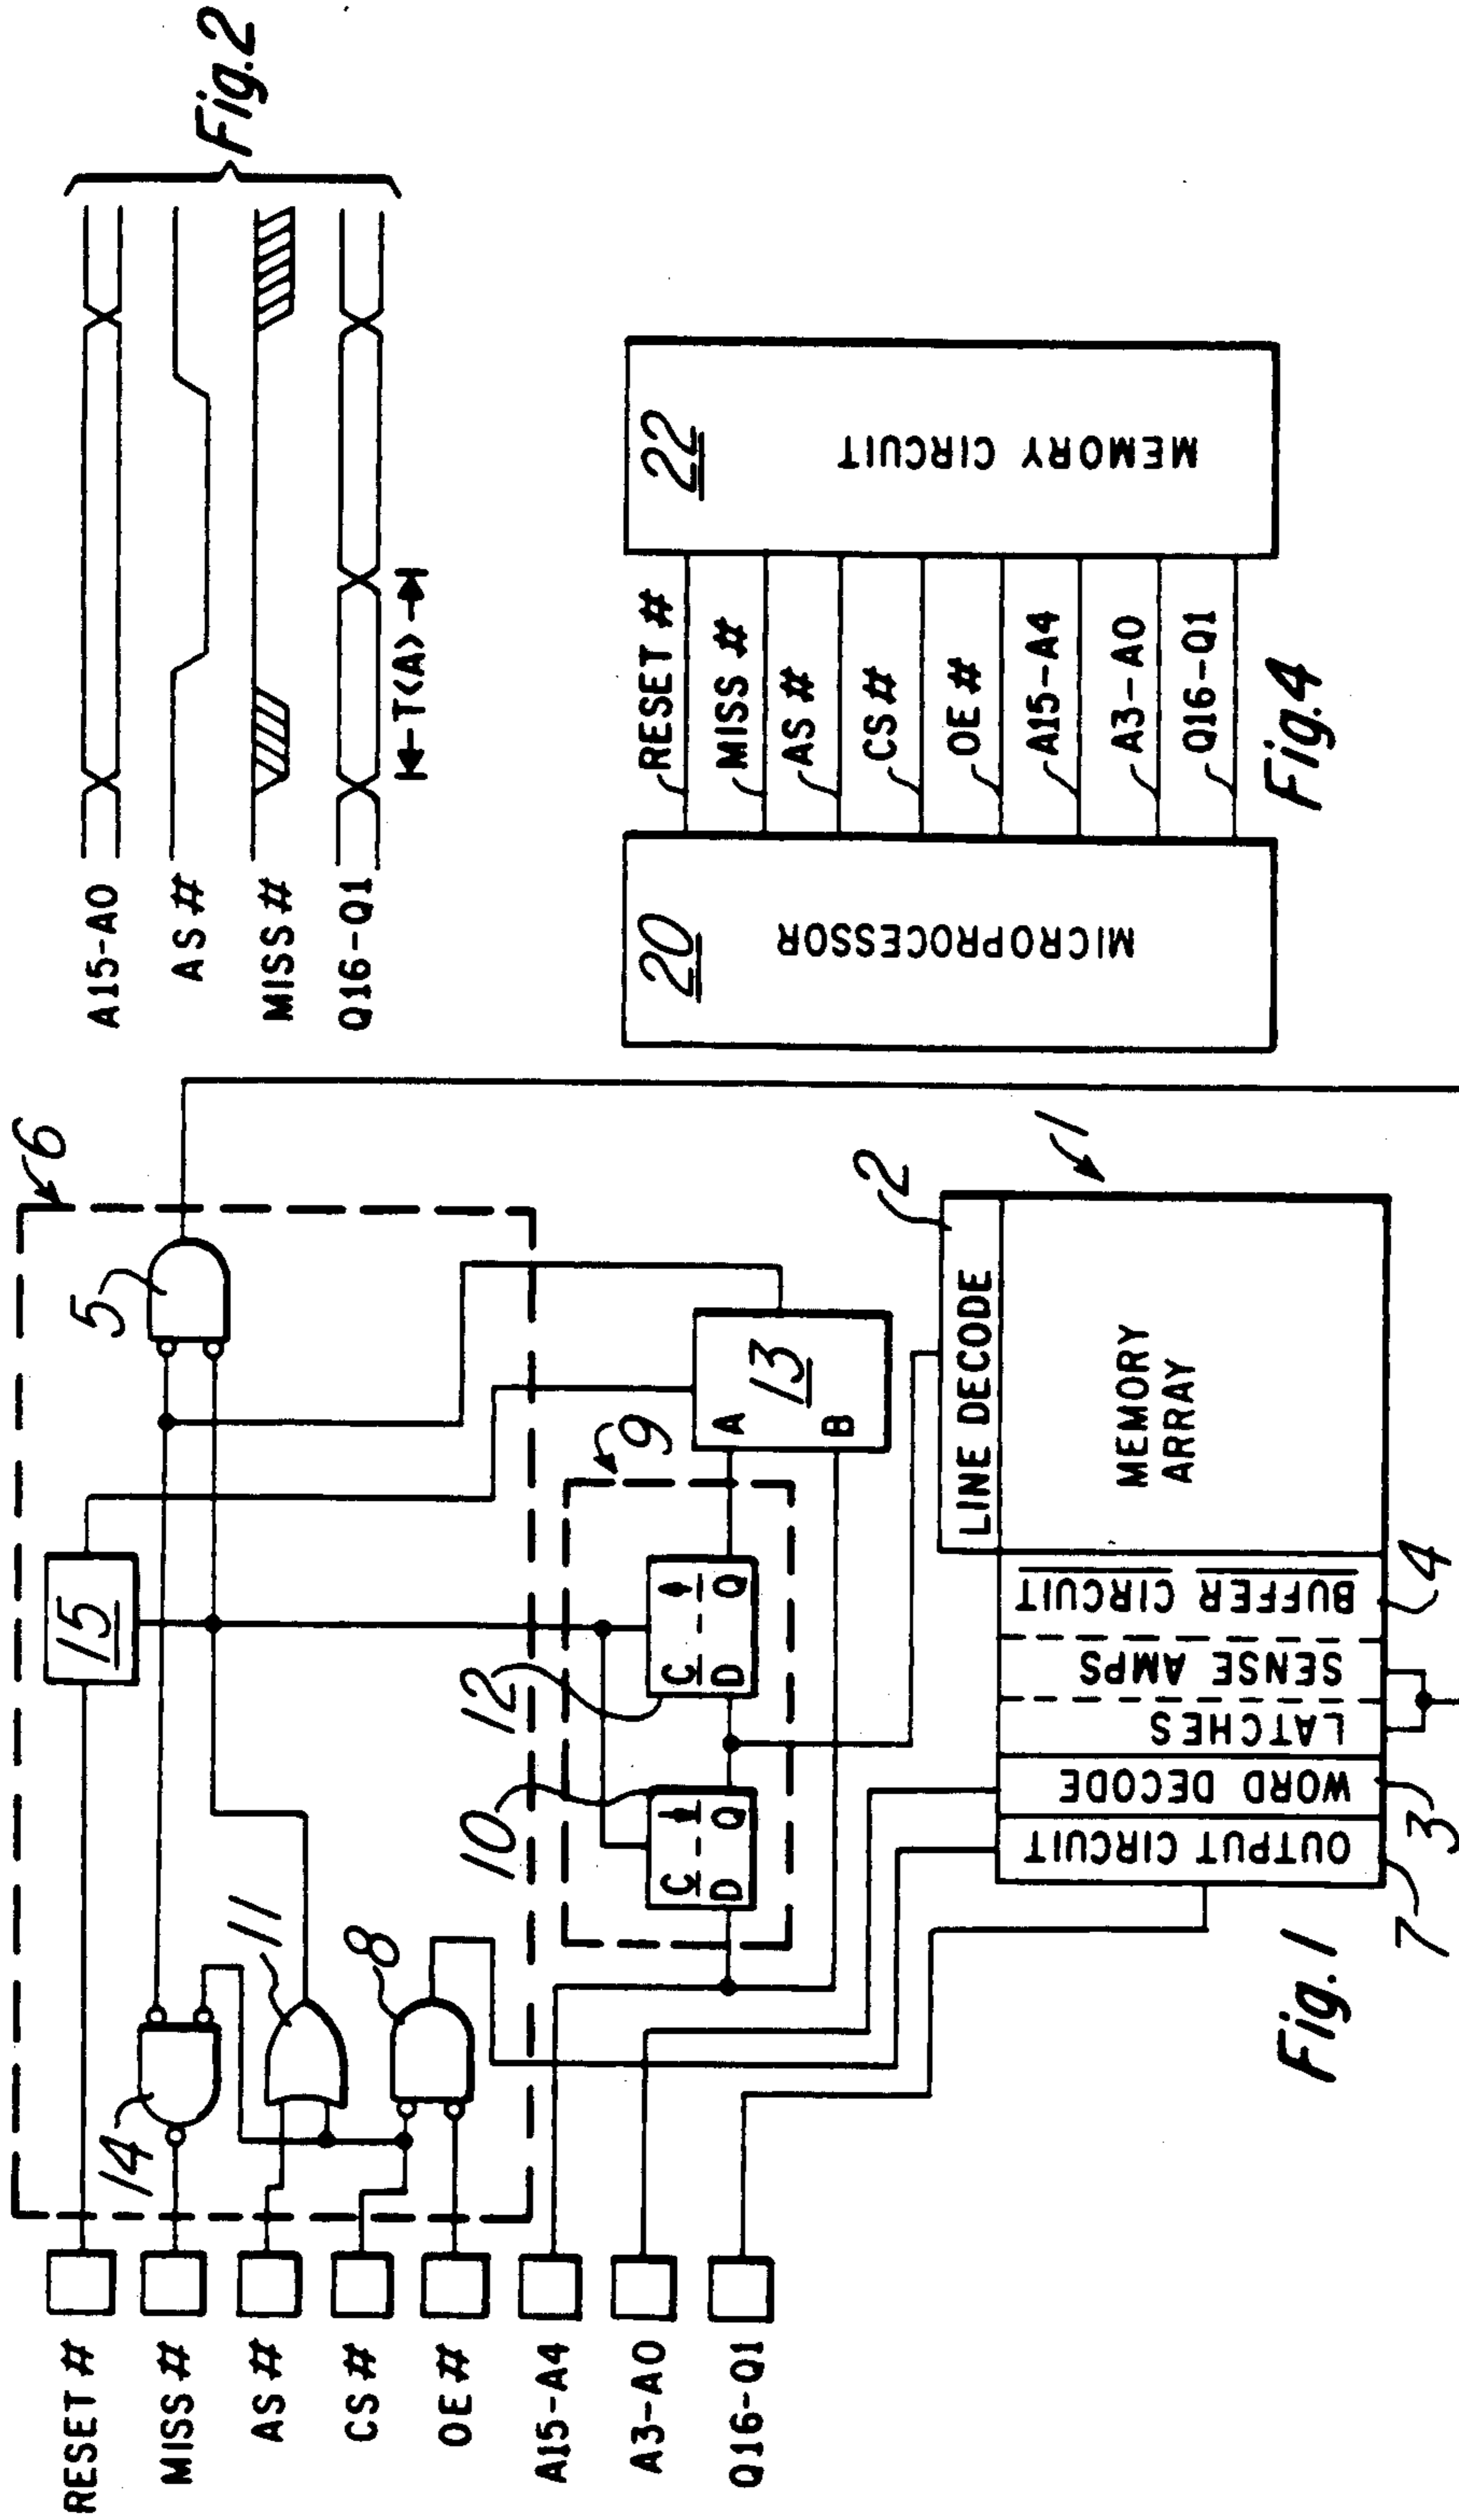 RESET #
MISS #
AS #
CS #
OE #
A15-A4
A3-A0
Q16-Q1
14
11
8
15
5
6
10
12
9
C
D
Q
C
D
Q
A
B
13
2
1
LINE DECODE
MEMORY
ARRAY
BUFFER CIRCUIT
SENSE AMPS
LATCHES
WORD DECODE
OUTPUT CIRCUIT
4
3
7
Fig. 1
A15-A0
AS #
MISS #
Q16-Q1
T(A)
Fig. 2
20
MICROPROCESSOR
RESET #
MISS #
AS #
CS #
OE #
A15-A4
A3-A0
Q16-Q1
22
MEMORY CIRCUIT
Fig. 4